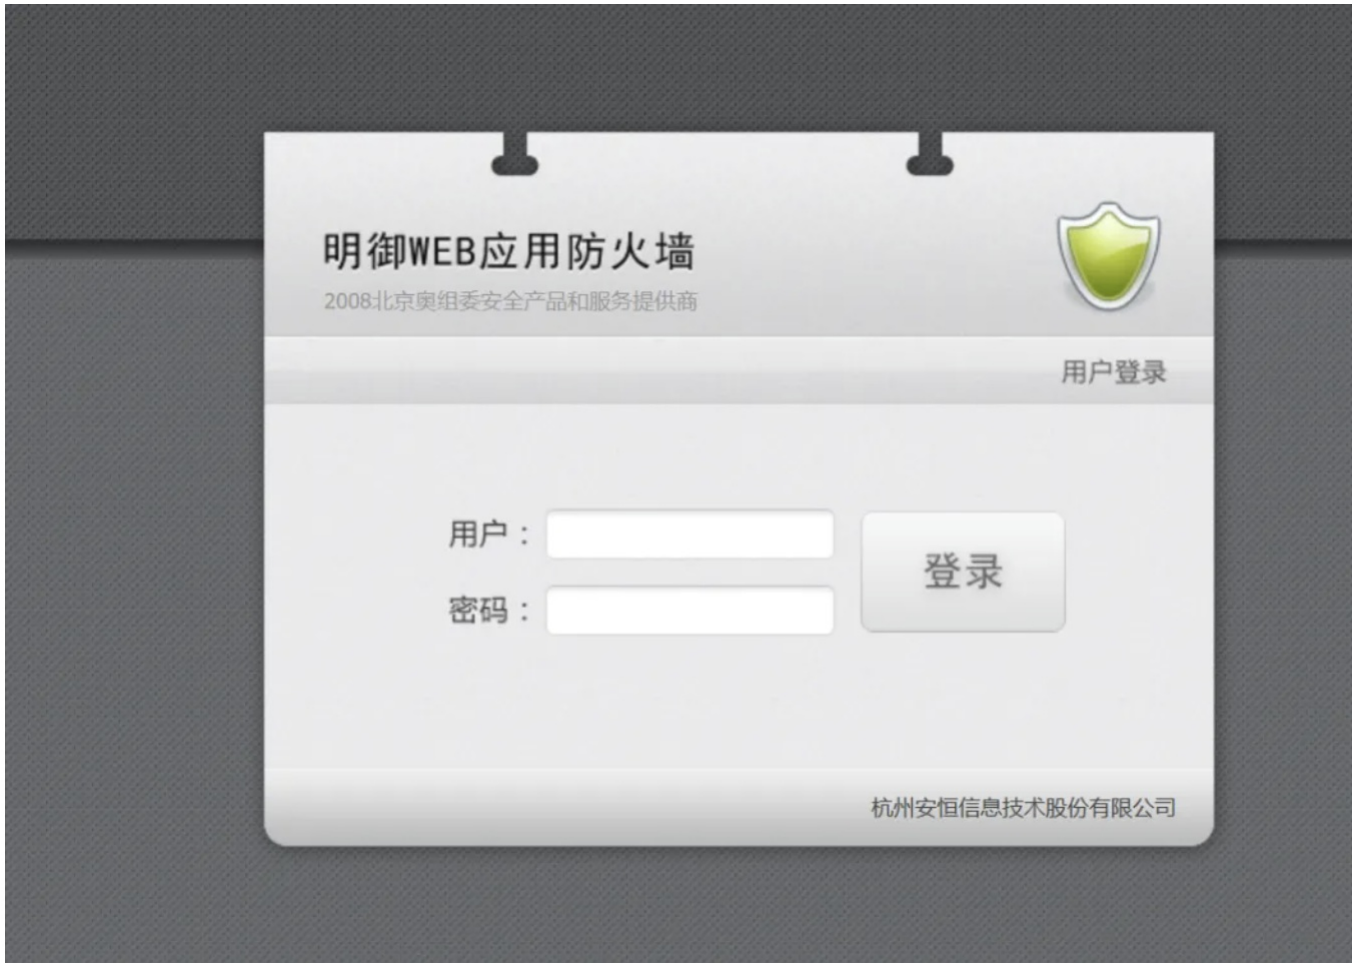 明御WEB应用防火墙
2008北京奥组委安全产品和服务提供商
用户登录
用户：
密码：
登录
杭州安恒信息技术股份有限公司